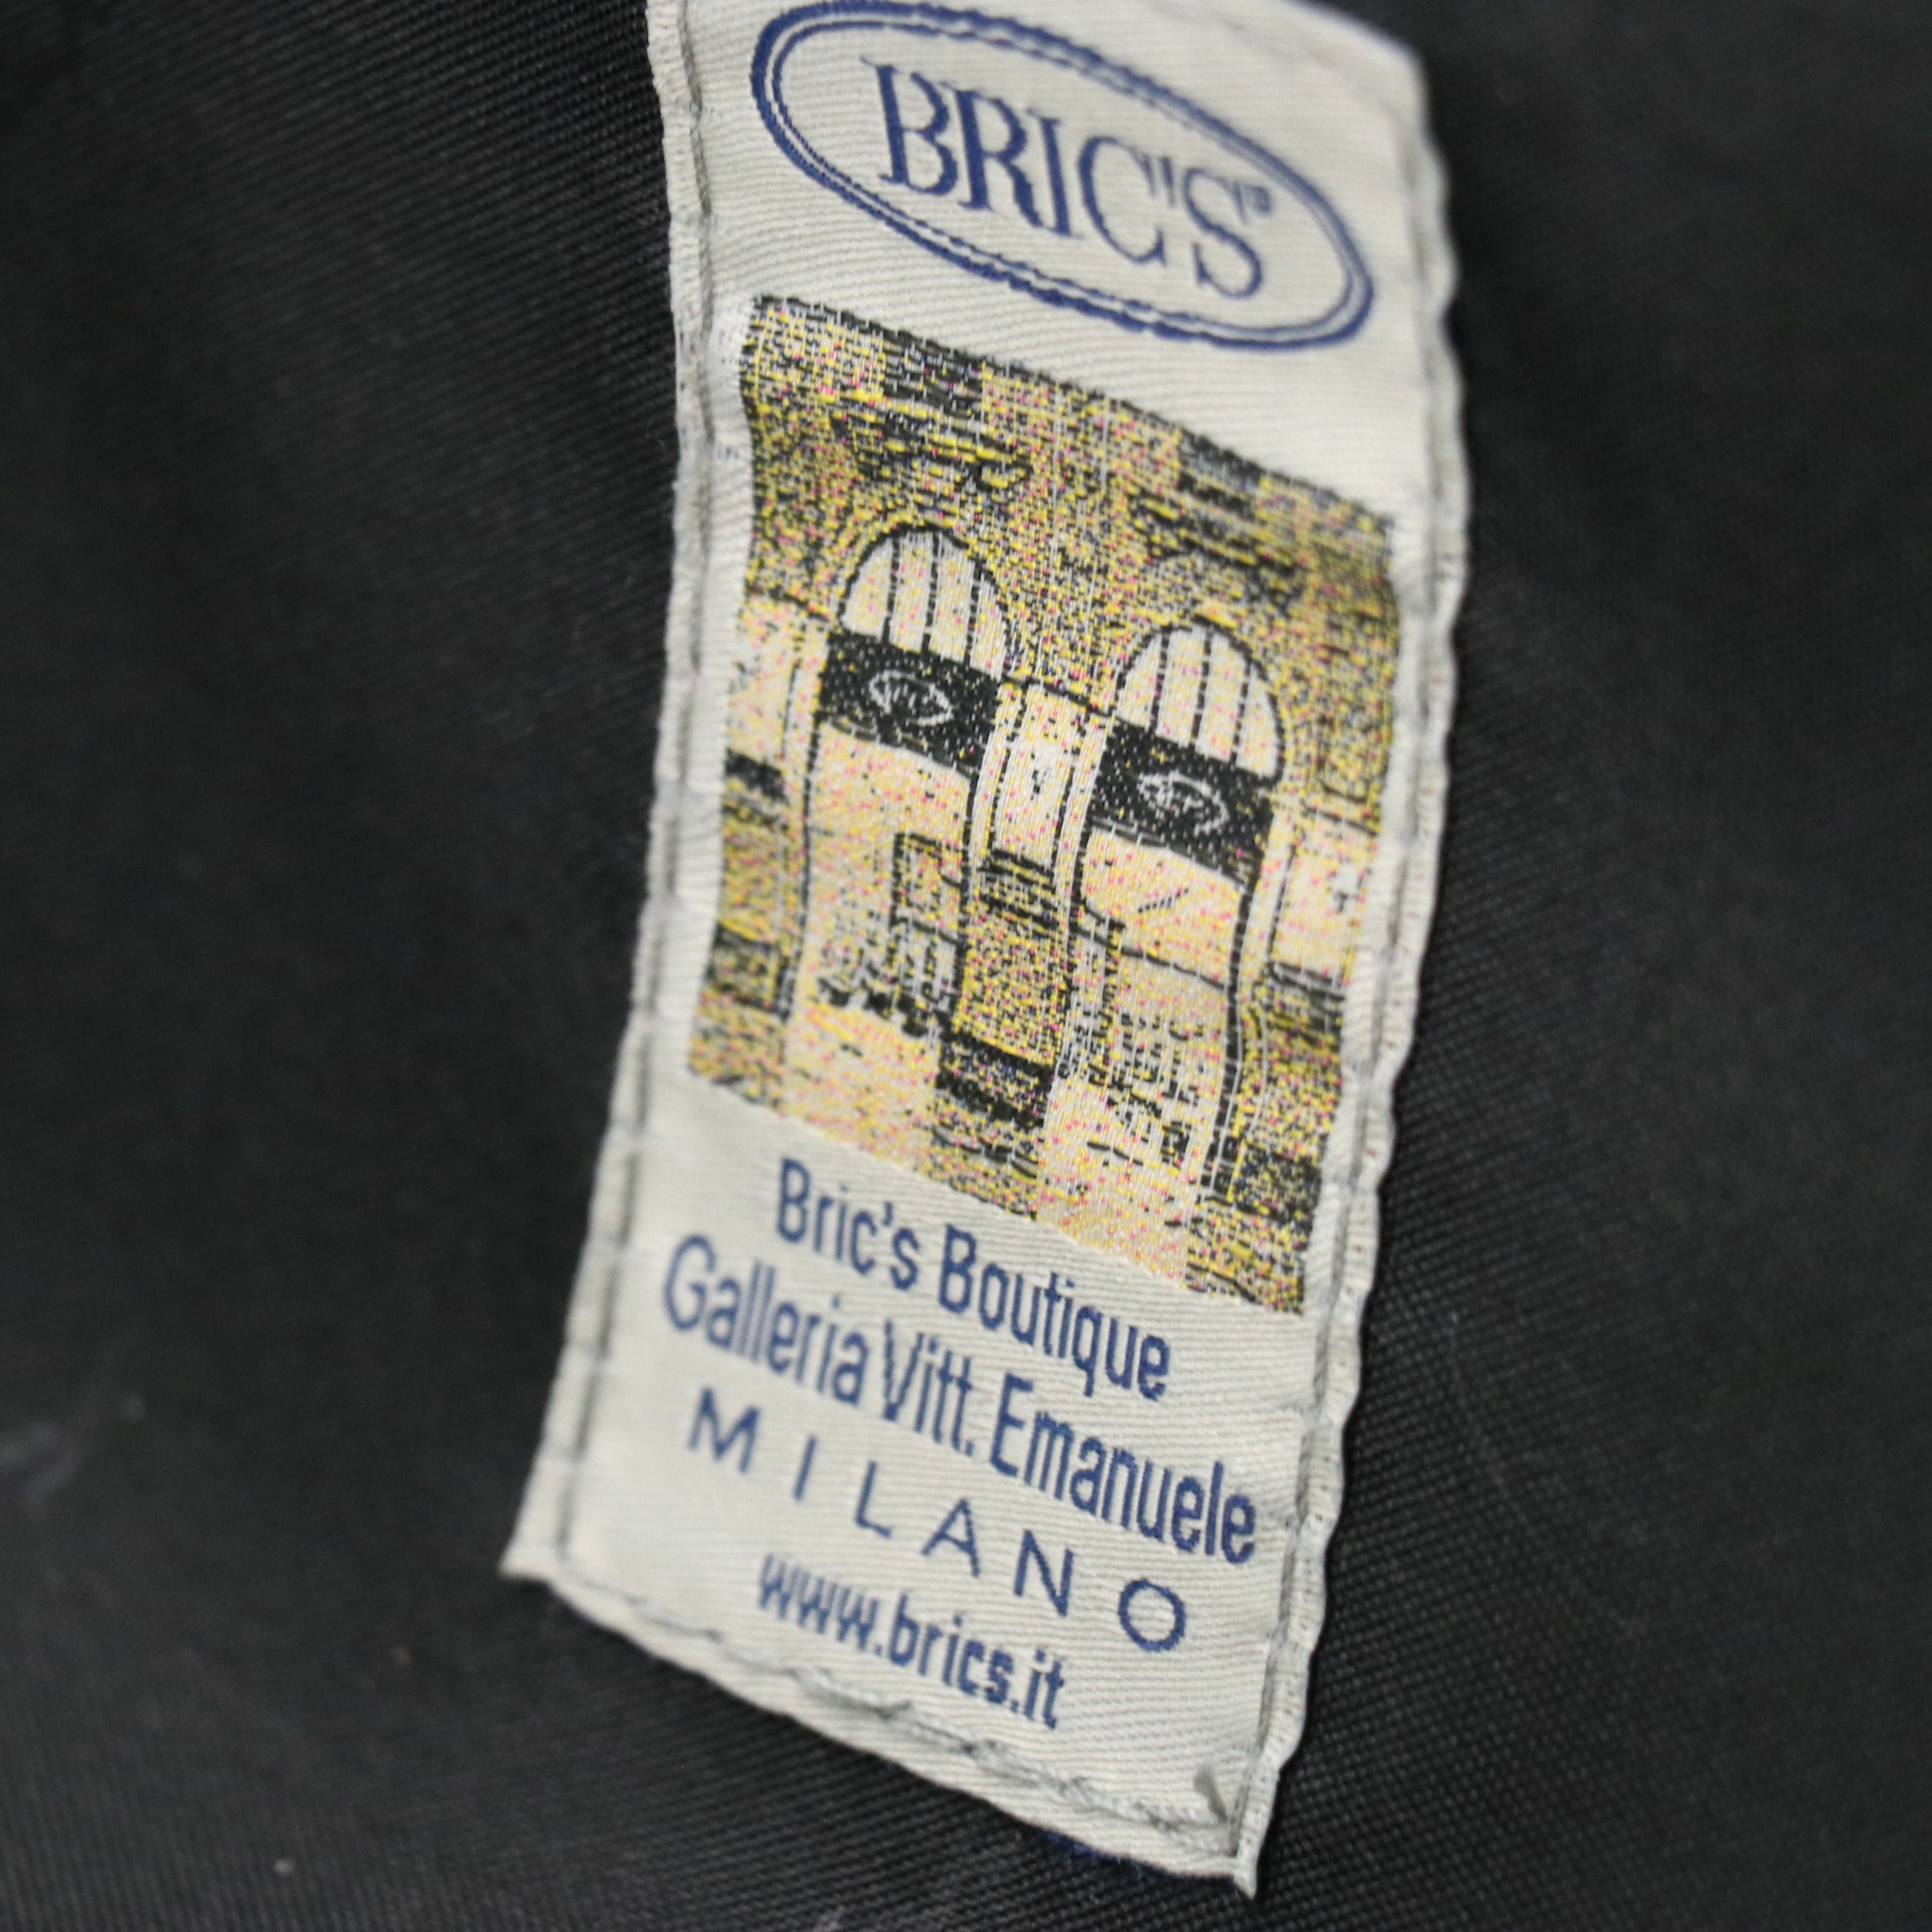 BRIC'S®
Bric's Boutique
Galleria Vitt. Emanuele
MILANO
www.brics.it